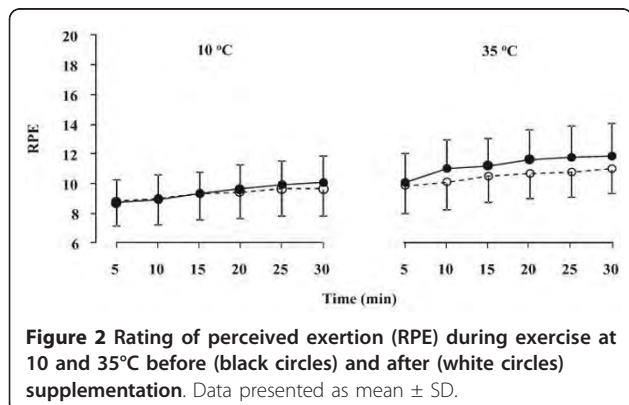 10 °C
35 °C
20
18
16
14
12
10
8
6
RPE
5 10 15 20 25 30
5 10 15 20 25 30
Time (min)
Figure 2 Rating of perceived exertion (RPE) during exercise at
10 and 35°C before (black circles) and after (white circles)
supplementation. Data presented as mean ± SD.